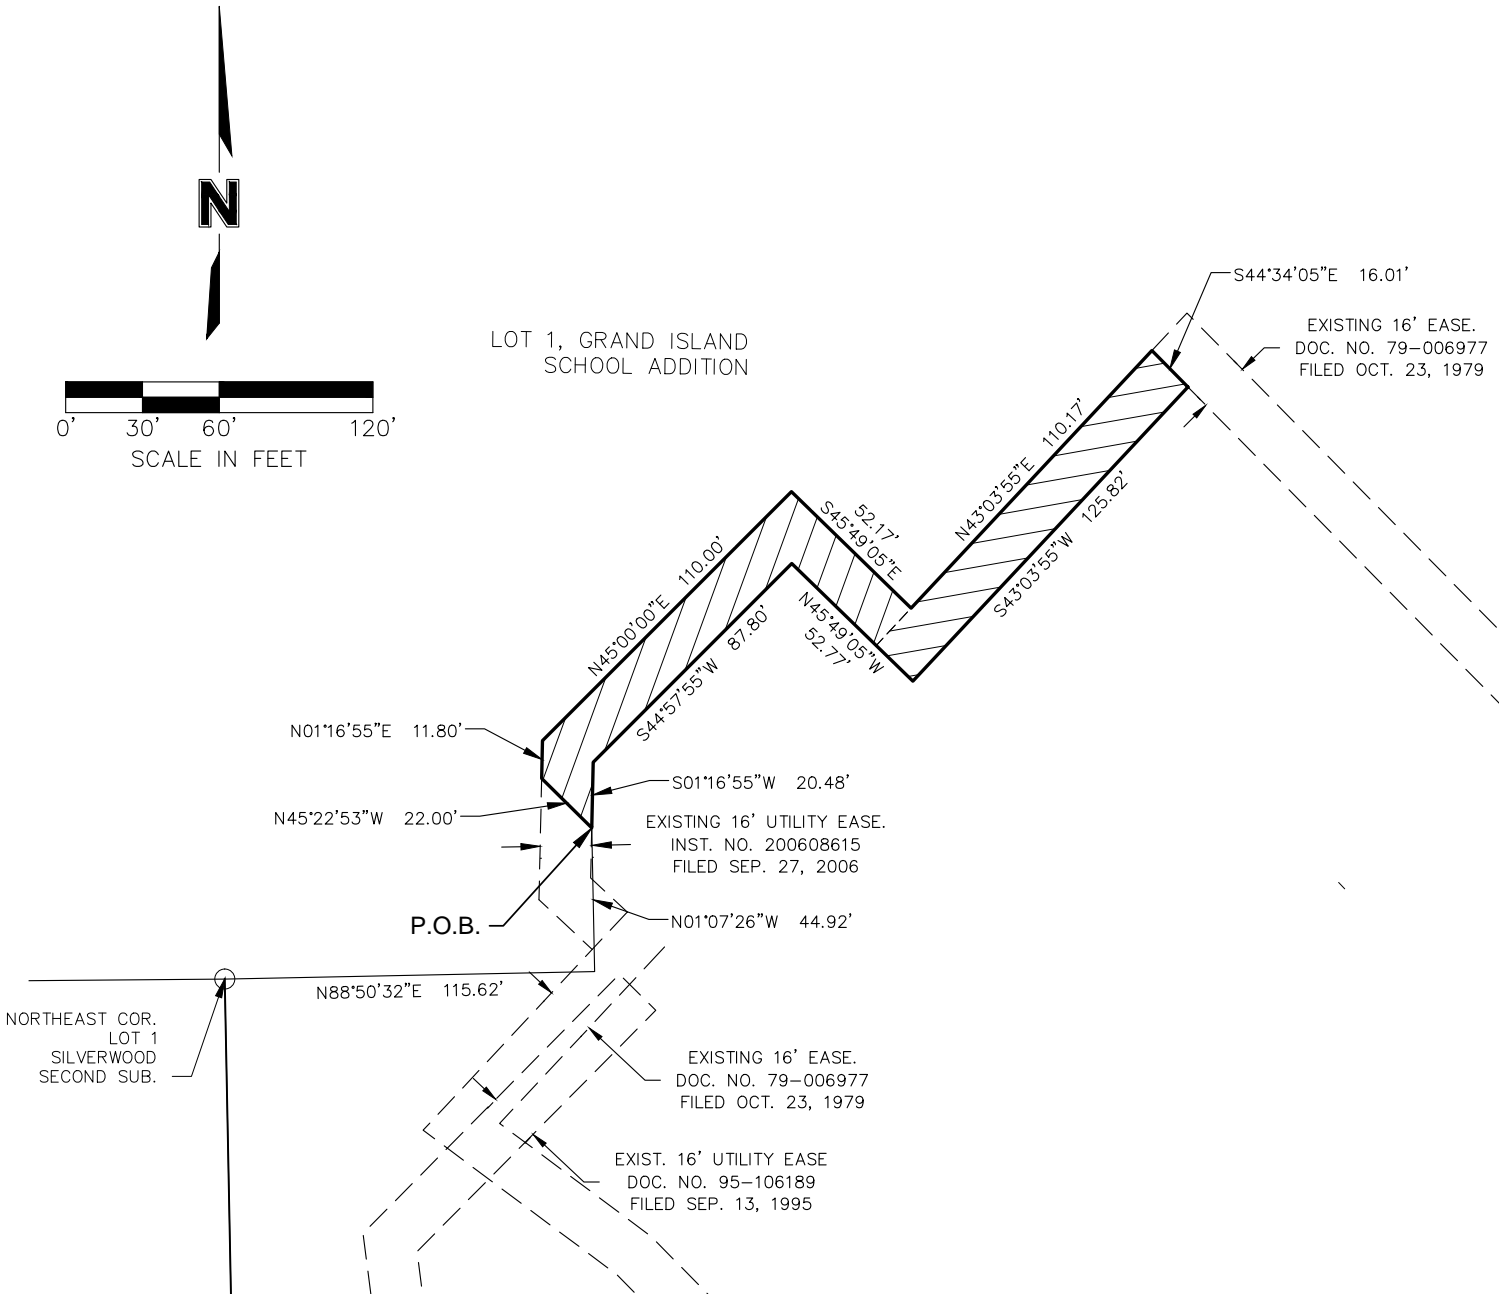 N
0' 30' 60' 120'
SCALE IN FEET
LOT 1, GRAND ISLAND
SCHOOL ADDITION
S44°34'05"E 16.01'
EXISTING 16' EASE.
DOC. NO. 79-006977
FILED OCT. 23, 1979
N43°03'55"E 110.17'
S43°03'55"W 125.82'
52.17'
S45°49'05"E
N45°49'05"W
52.77'
N45°00'00"E 110.00'
S44°57'55"W 87.80'
N01°16'55"E 11.80'
S01°16'55"W 20.48'
N45°22'53"W 22.00'
EXISTING 16' UTILITY EASE.
INST. NO. 200608615
FILED SEP. 27, 2006
P.O.B.
N01°07'26"W 44.92'
N88°50'32"E 115.62'
NORTHEAST COR.
LOT 1
SILVERWOOD
SECOND SUB.
EXISTING 16' EASE.
DOC. NO. 79-006977
FILED OCT. 23, 1979
EXIST. 16' UTILITY EASE
DOC. NO. 95-106189
FILED SEP. 13, 1995